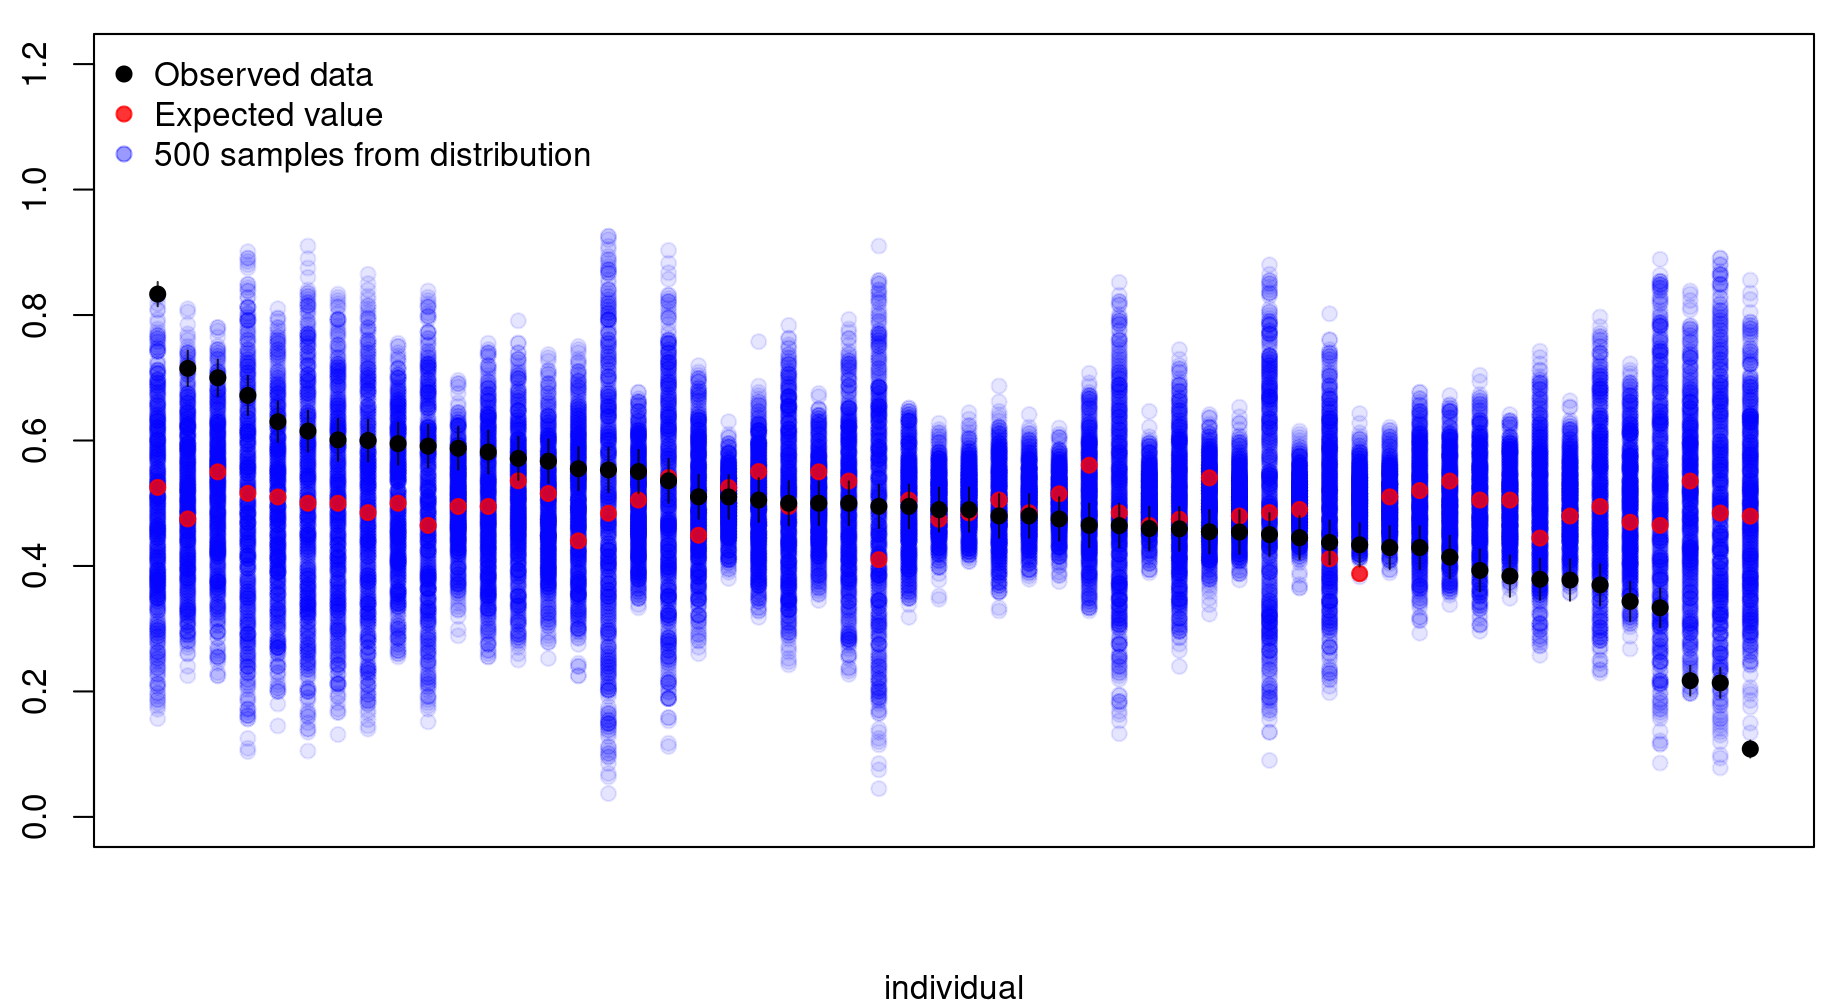 Observed data
Expected value
500 samples from distribution
1.2
1.0
0.8
0.6
0.4
0.2
0.0
individual